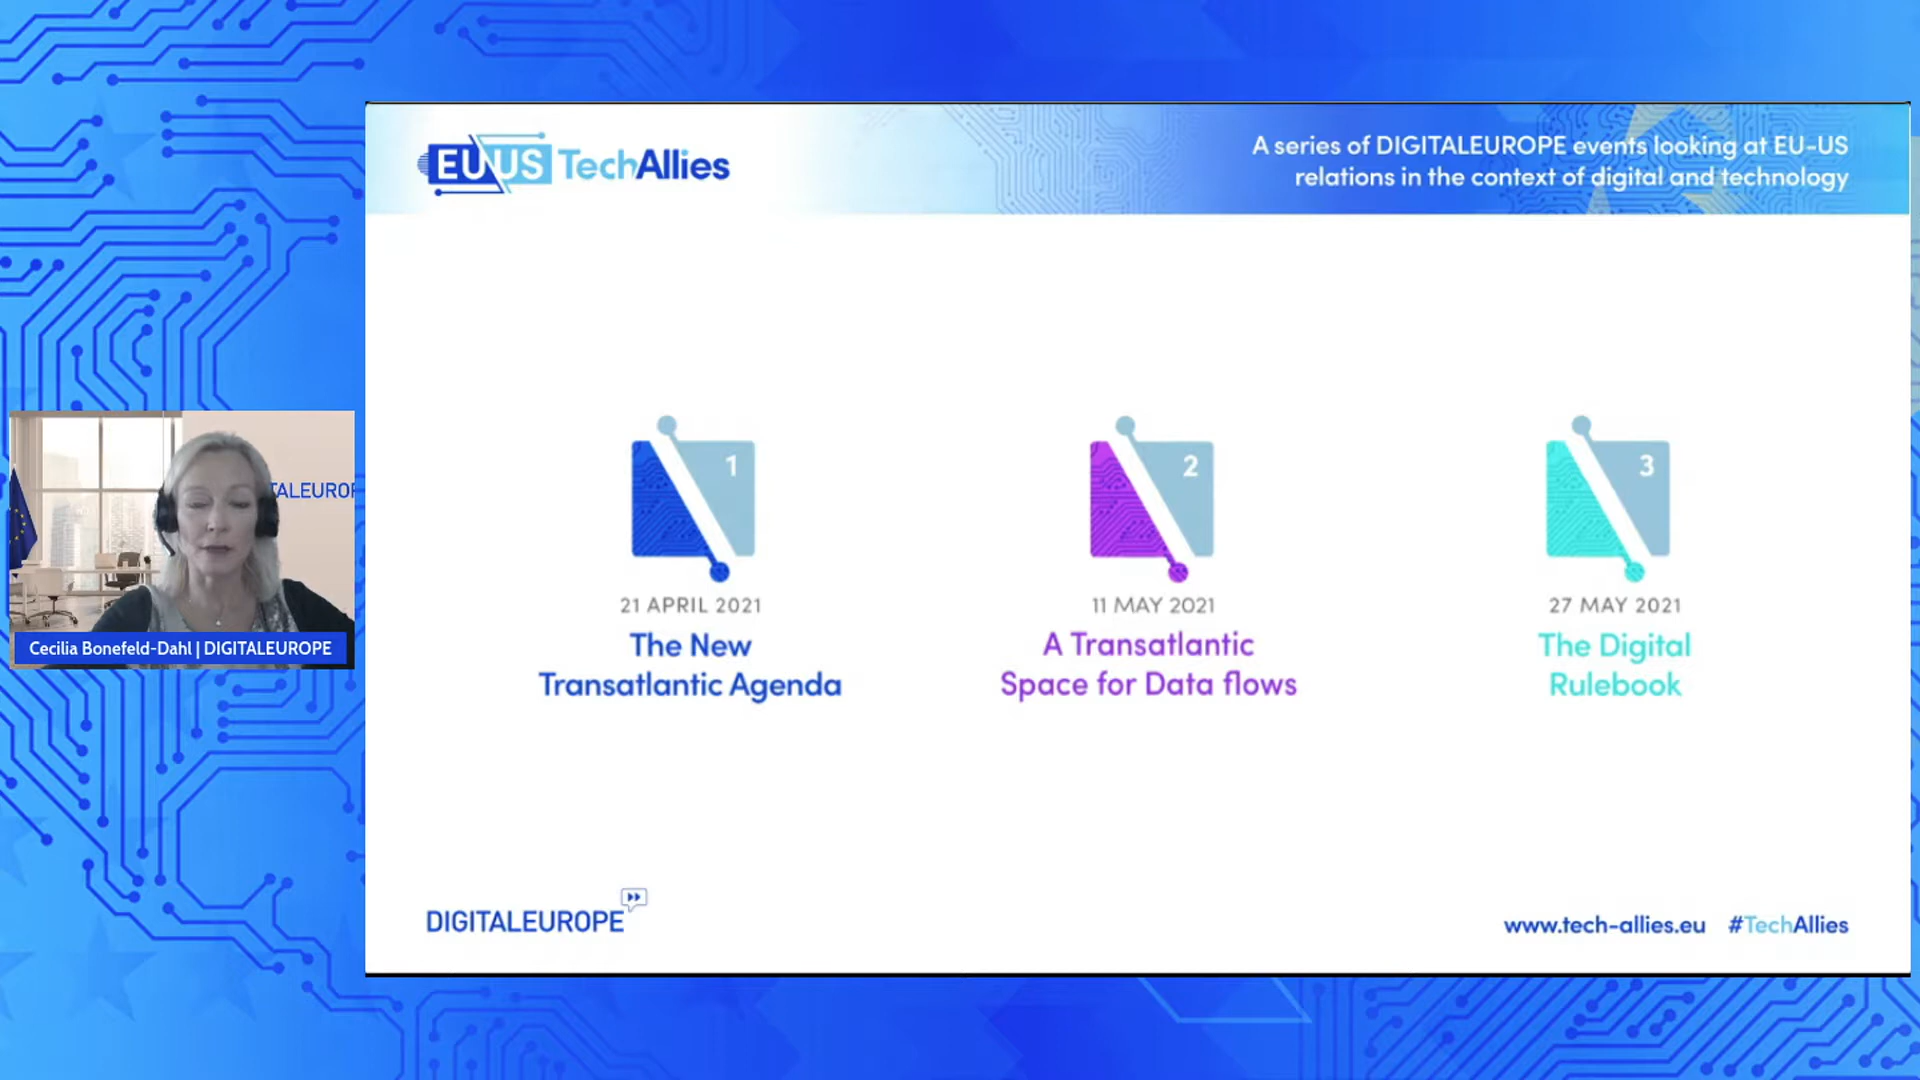 EU US TechAllies
A series of DIGITALEUROPE events looking at EU-US
relations in the context of digital and technology
TALEUROP
Cecilia Bonefeld-Dahl | DIGITALEUROPE
1
21 APRIL 2021
The New
Transatlantic Agenda
2
11 MAY 2021
A Transatlantic
Space for Data flows
3
27 MAY 2021
The Digital
Rulebook
DIGITALEUROPE
www.tech-allies.eu #TechAllies